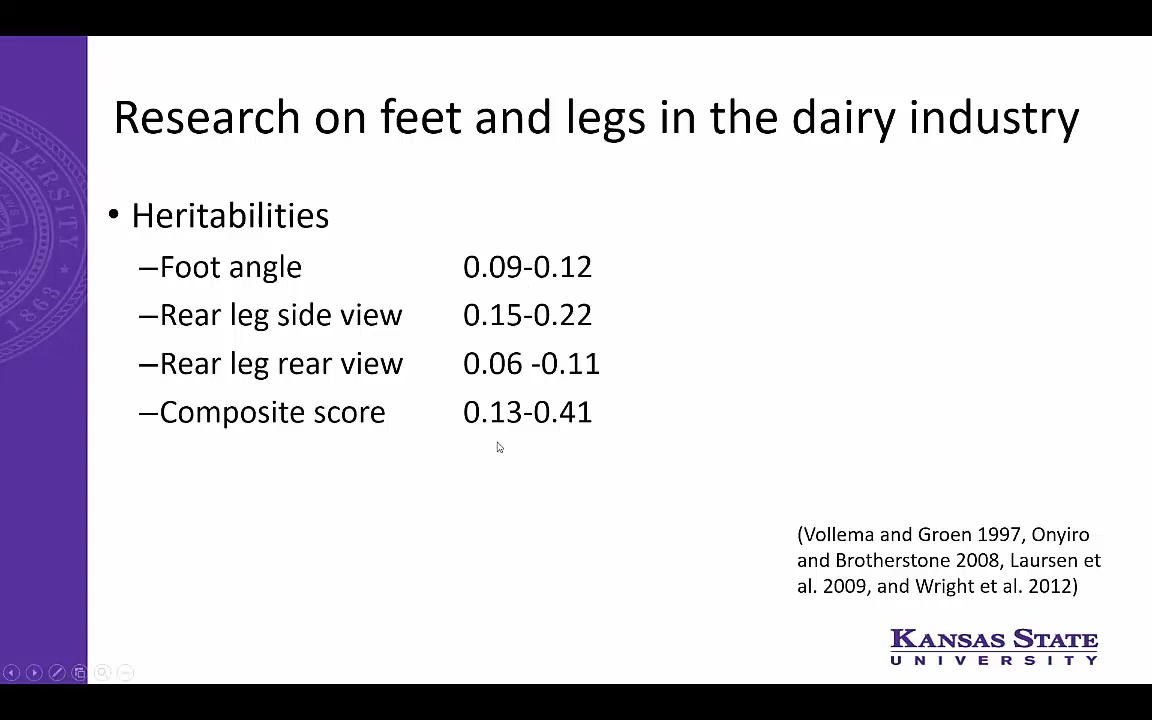 Research on feet and legs in the dairy industry
• Heritabilities
–Foot angle 0.09-0.12
–Rear leg side view 0.15-0.22
–Rear leg rear view 0.06 -0.11
–Composite score 0.13-0.41
(Vollema and Groen 1997, Onyiro
and Brotherstone 2008, Laursen et
al. 2009, and Wright et al. 2012)
KANSAS STATE
UNIVERSITY
VERSITY
1863